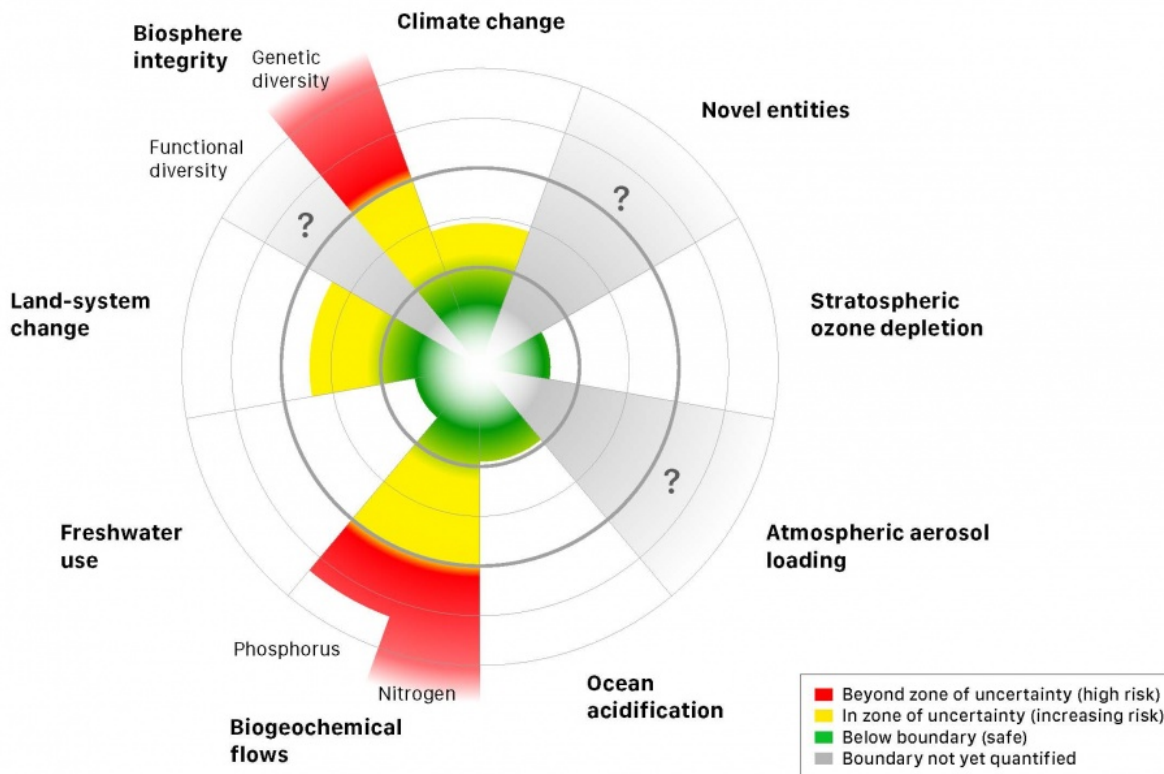 Climate change
Biosphere
integrity
Genetic
diversity
Novel entities
Functional
diversity
?
?
Land-system
change
Stratospheric
ozone depletion
?
Freshwater
use
Atmospheric aerosol
loading
Phosphorus
Nitrogen
Ocean
acidification
Biogeochemical
flows
Beyond zone of uncertainty (high risk)
In zone of uncertainty (increasing risk)
Below boundary (safe)
Boundary not yet quantified